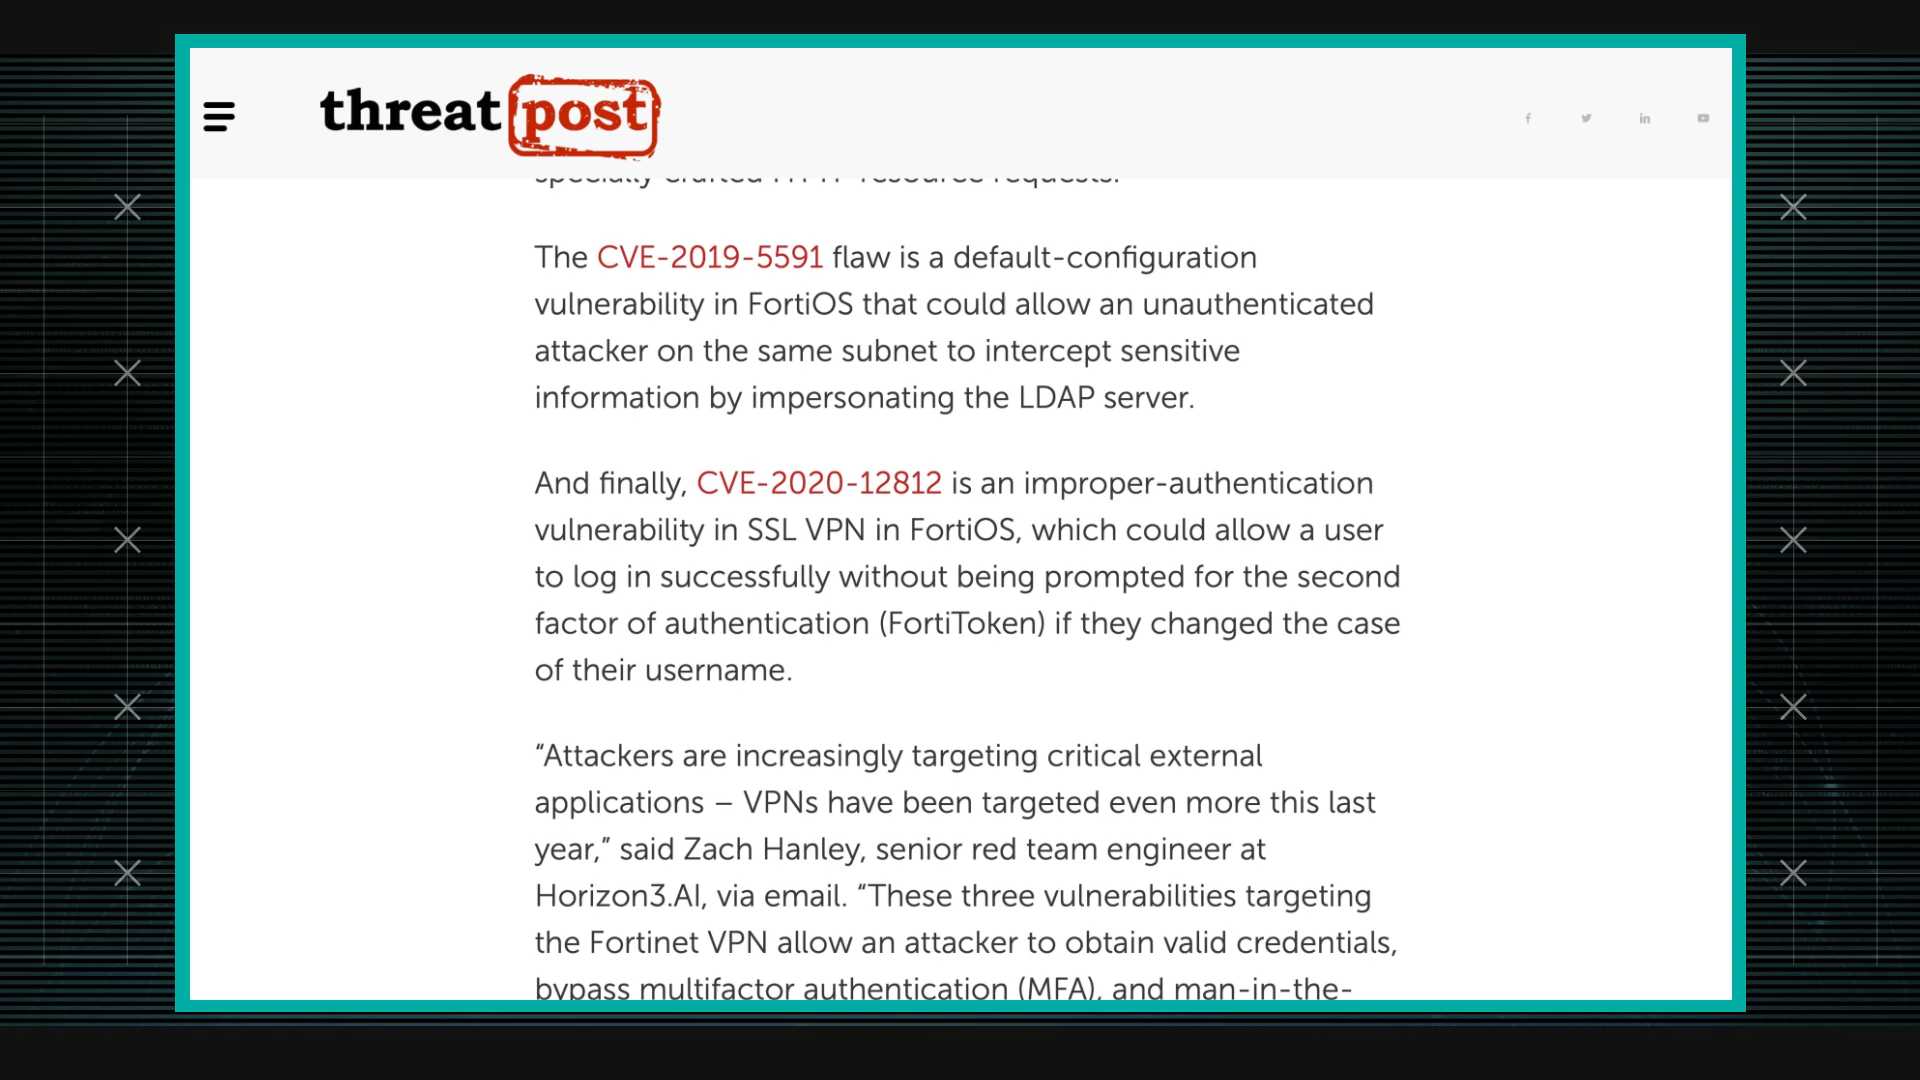 threatpost
specially crafted HTTP resource requests.
The CVE-2019-5591 flaw is a default-configuration
vulnerability in FortiOS that could allow an unauthenticated
attacker on the same subnet to intercept sensitive
information by impersonating the LDAP server.
And finally, CVE-2020-12812 is an improper-authentication
vulnerability in SSL VPN in FortiOS, which could allow a user
to log in successfully without being prompted for the second
factor of authentication (FortiToken) if they changed the case
of their username.
“Attackers are increasingly targeting critical external
applications – VPNs have been targeted even more this last
year,” said Zach Hanley, senior red team engineer at
Horizon3.AI, via email. “These three vulnerabilities targeting
the Fortinet VPN allow an attacker to obtain valid credentials,
bypass multifactor authentication (MFA), and man-in-the-